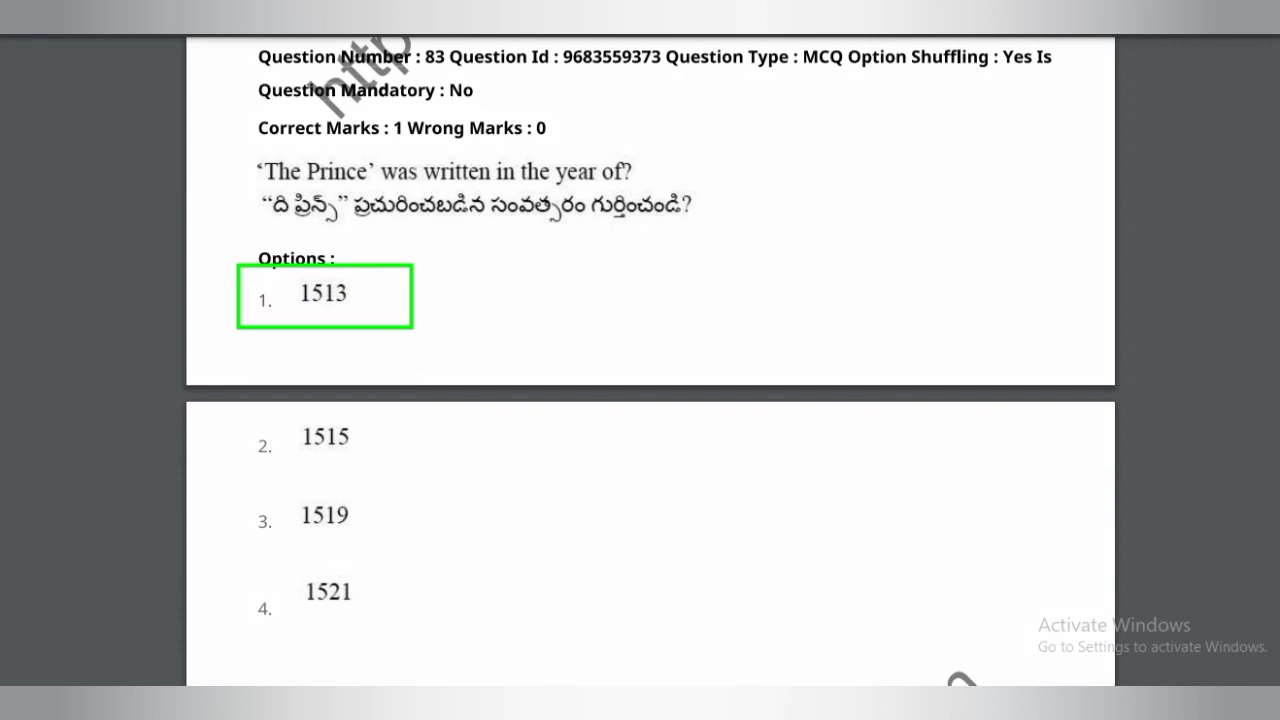 Question Number : 83 Question Id : 9683559373 Question Type : MCQ Option Shuffling : Yes Is
Question Mandatory : No
Correct Marks : 1 Wrong Marks : 0
‘The Prince’ was written in the year of?
“ది ప్రిన్స్” ప్రచురించబడిన సంవత్సరం గుర్తించండి?
Options :
1. 1513
2. 1515
3. 1519
4. 1521
Activate Windows
Go to Settings to activate Windows.
http